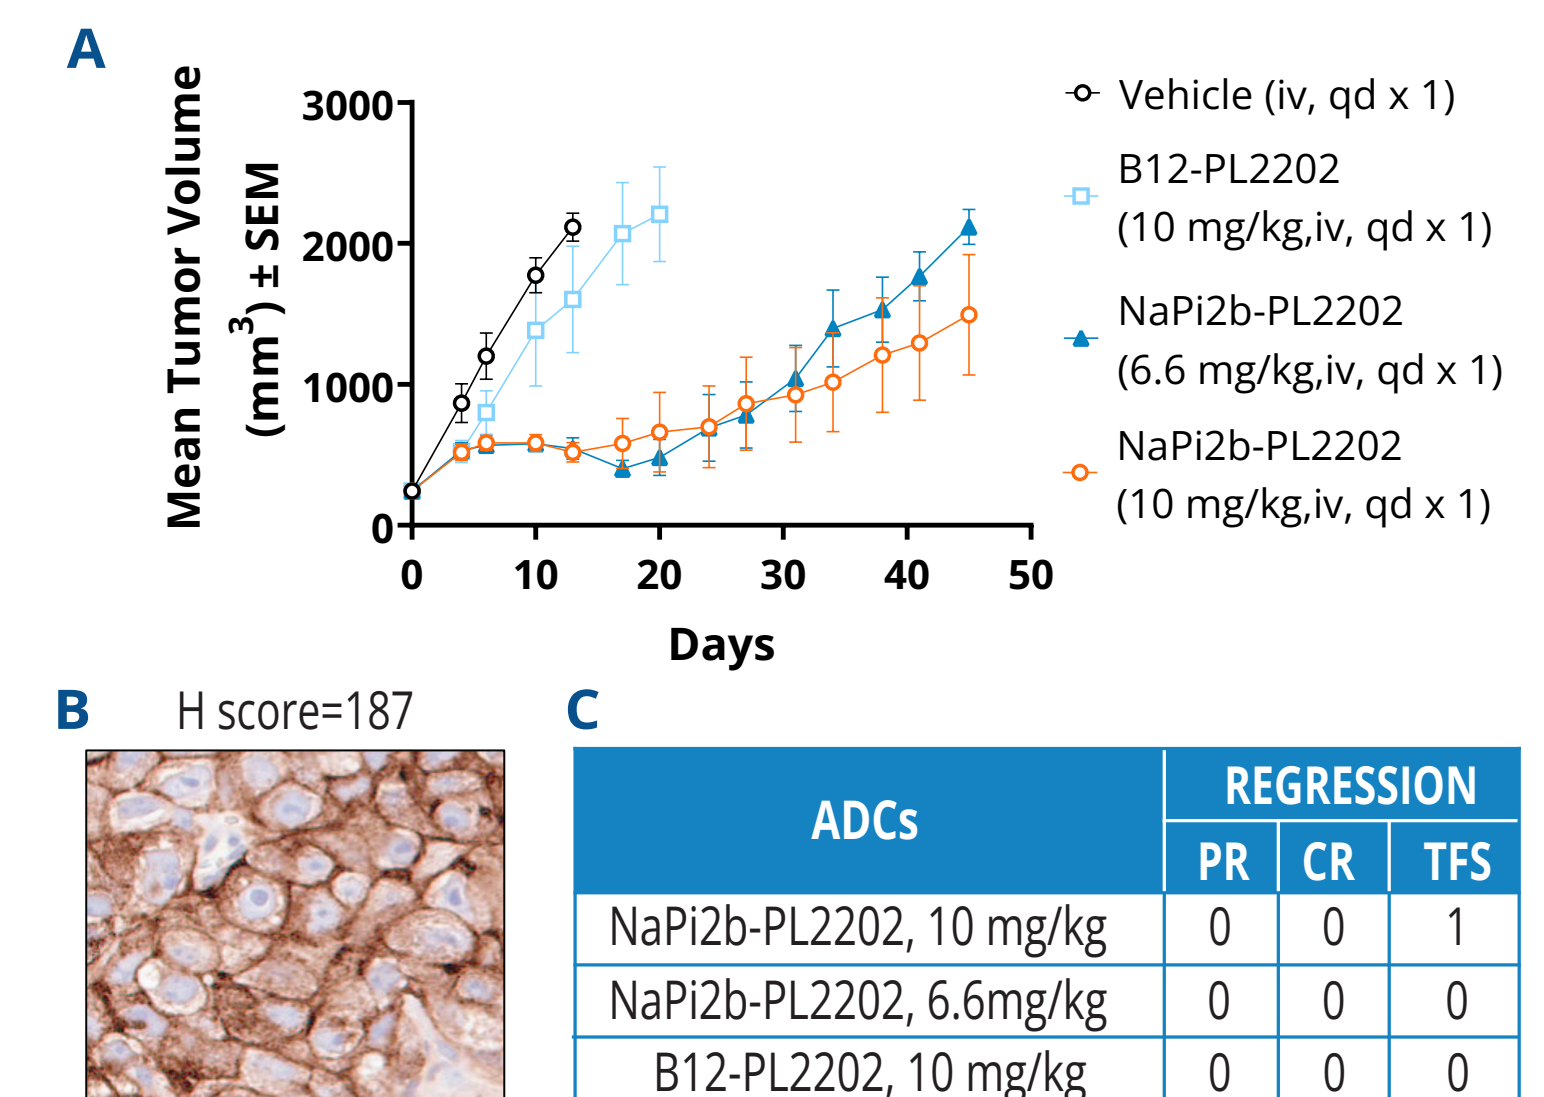 A
Mean Tumor Volume
(mm³) ± SEM
3000
2000
1000
0
0 10 20 30 40 50
Days
Vehicle (iv, qd x 1)
B12-PL2202
(10 mg/kg,iv, qd x 1)
NaPi2b-PL2202
(6.6 mg/kg,iv, qd x 1)
NaPi2b-PL2202
(10 mg/kg,iv, qd x 1)
B
H score=187
C
ADCs
REGRESSION
PR CR TFS
NaPi2b-PL2202, 10 mg/kg 0 0 1
NaPi2b-PL2202, 6.6mg/kg 0 0 0
B12-PL2202, 10 mg/kg 0 0 0